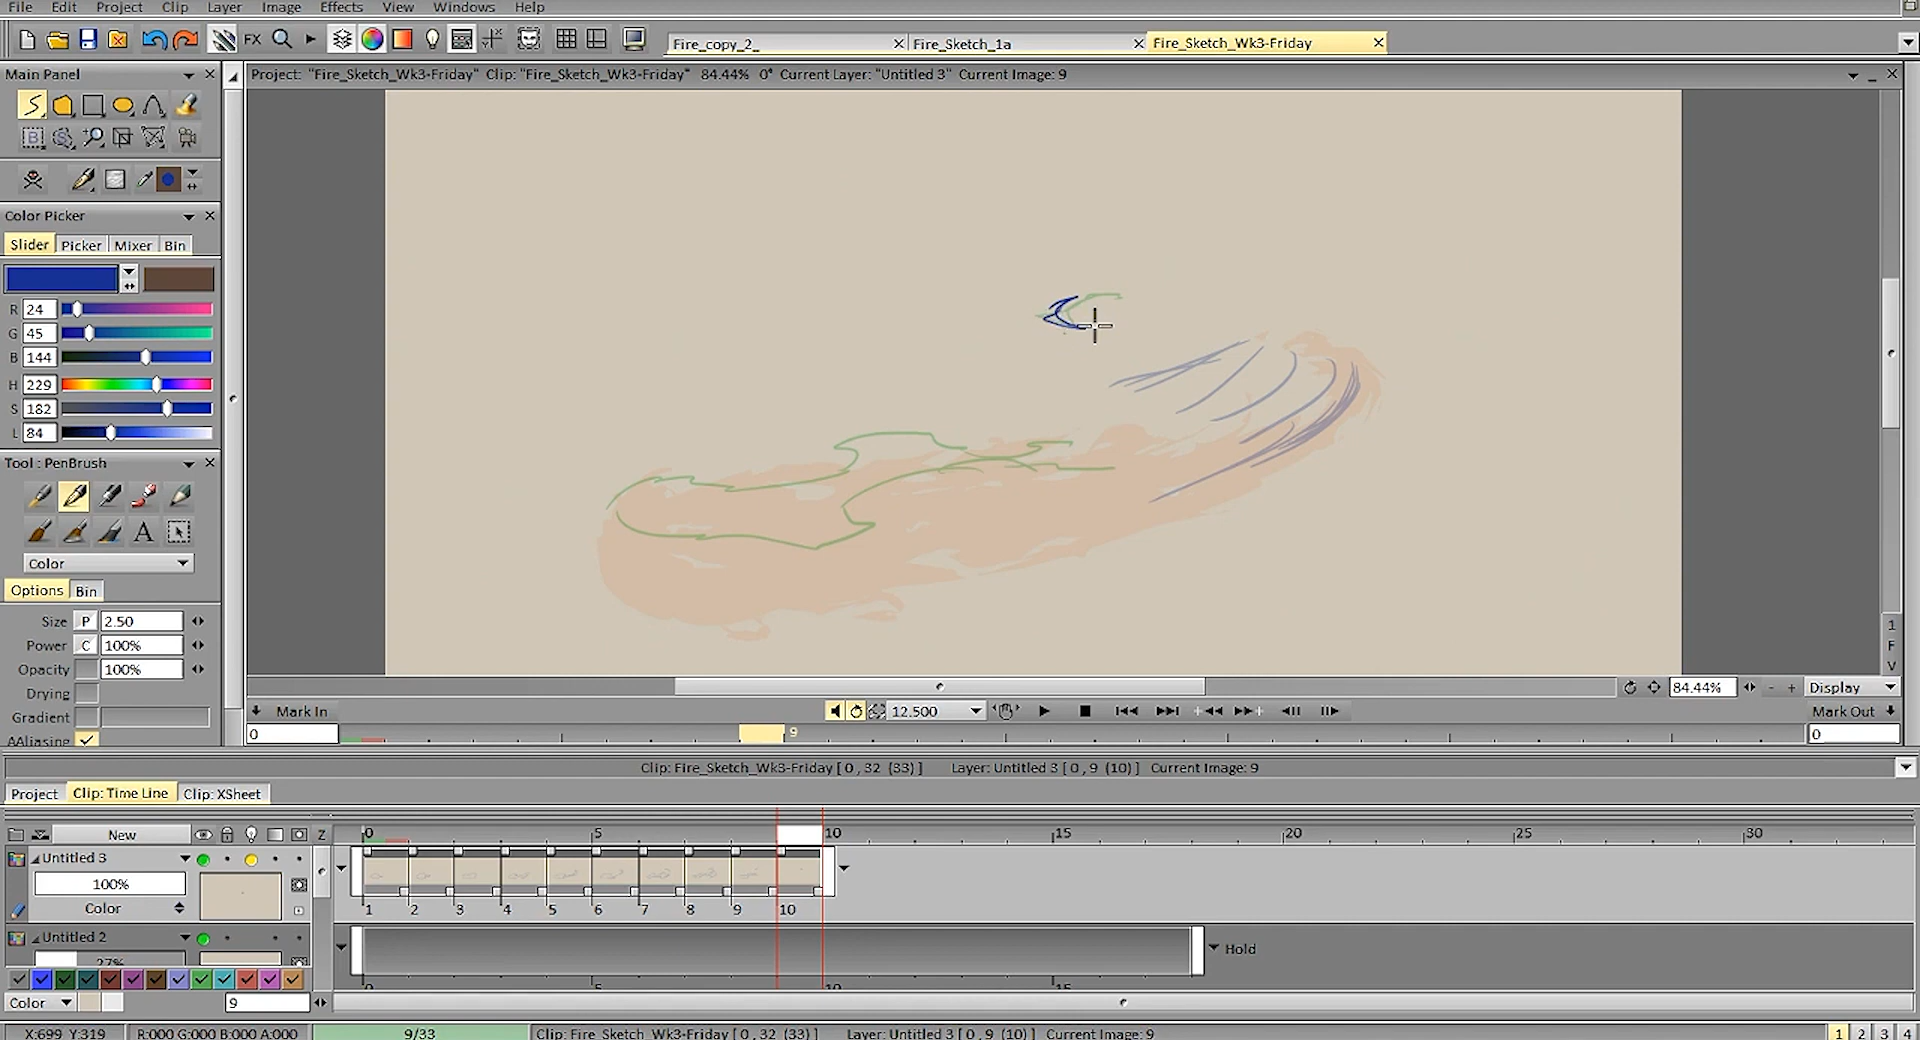 File Edit Project Clip Layer Image Effects View Windows Help
FX Fire_copy_2_ Fire_Sketch_1a Fire_Sketch_Wk3-Friday
Main Panel
Project: "Fire_Sketch_Wk3-Friday" Clip: "Fire_Sketch_Wk3-Friday" 84.44% 0° Current Layer: "Untitled 3" Current Image: 9
Color Picker
Slider Picker Mixer Bin
R 24
G 45
B 144
H 229
S 182
L 84
Tool : PenBrush
A
Color
Options Bin
Size P 2.50
Power C 100%
Opacity 100%
Drying
Gradient
AAliasing
1
F
V
84.44% - + Display
Mark In 12.500 Mark Out
0 9 0
Clip: Fire_Sketch_Wk3-Friday [ 0 , 32 (33) ] Layer: Untitled 3 [ 0 , 9 (10) ] Current Image: 9
Project Clip: Time Line Clip: XSheet
New Z 0 5 10 15 20 25 30
Untitled 3
100%
Color
1 2 3 4 5 6 7 8 9 10
Untitled 2
Hold
27%
0 5 10 15
Color 9
X:699 Y:319 R:000 G:000 B:000 A:000 9/33 Clip: Fire_Sketch_Wk3-Friday [ 0 , 32 (33) ] Layer: Untitled 3 [ 0 , 9 (10) ] Current Image: 9 1 2 3 4